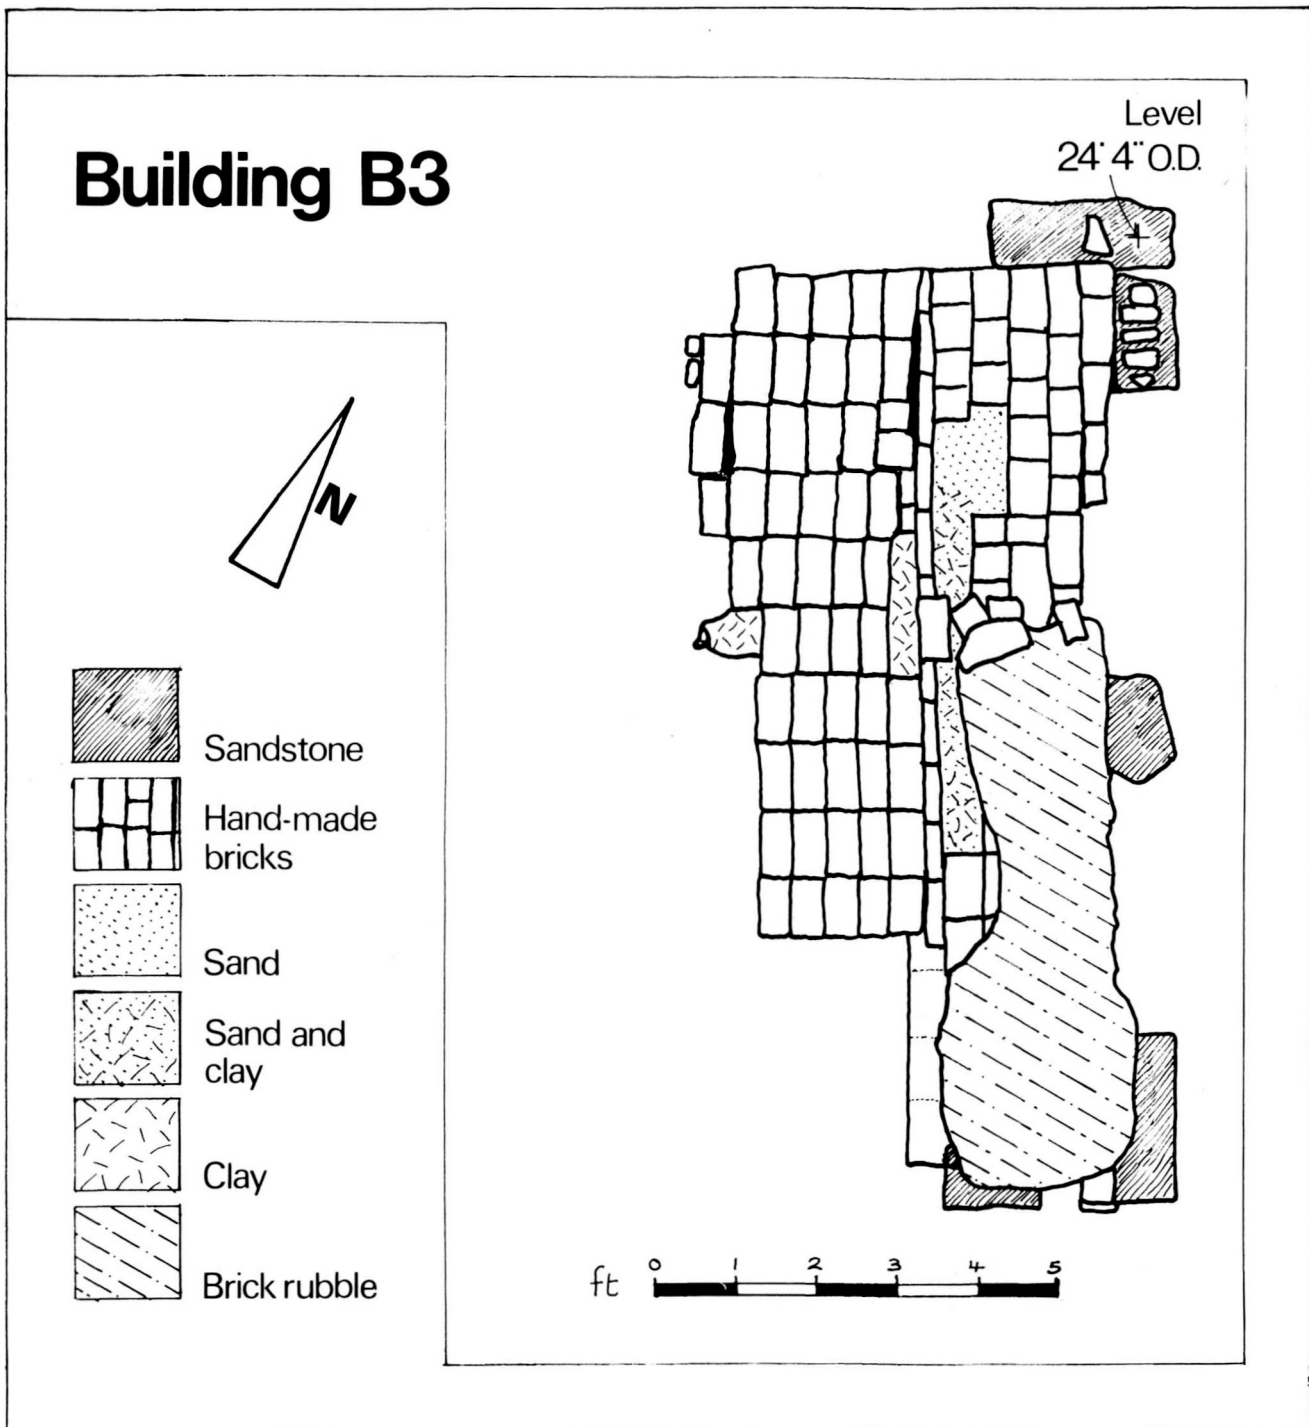 Building B3
Level
24' 4" O.D.
N
Sandstone
Hand-made
bricks
Sand
Sand and
clay
Clay
Brick rubble
ft 0 1 2 3 4 5